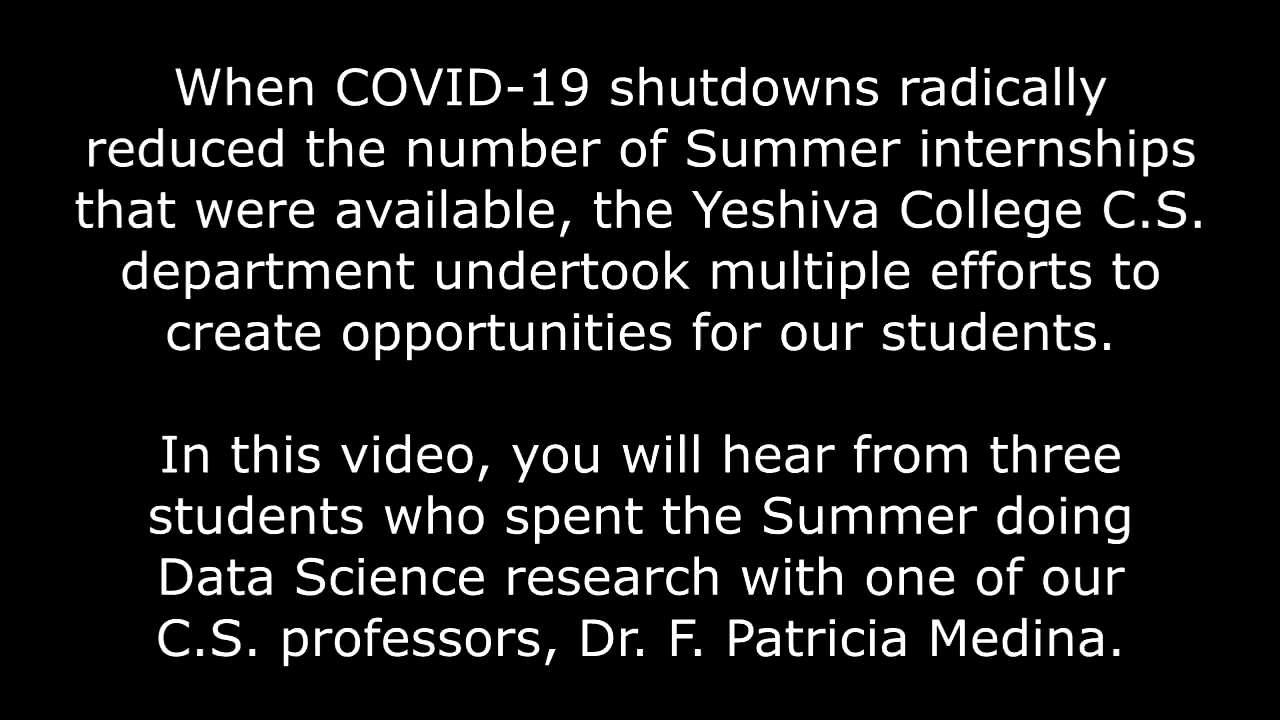 When COVID-19 shutdowns radically
reduced the number of Summer internships
that were available, the Yeshiva College C.S.
department undertook multiple efforts to
create opportunities for our students.
In this video, you will hear from three
students who spent the Summer doing
Data Science research with one of our
C.S. professors, Dr. F. Patricia Medina.